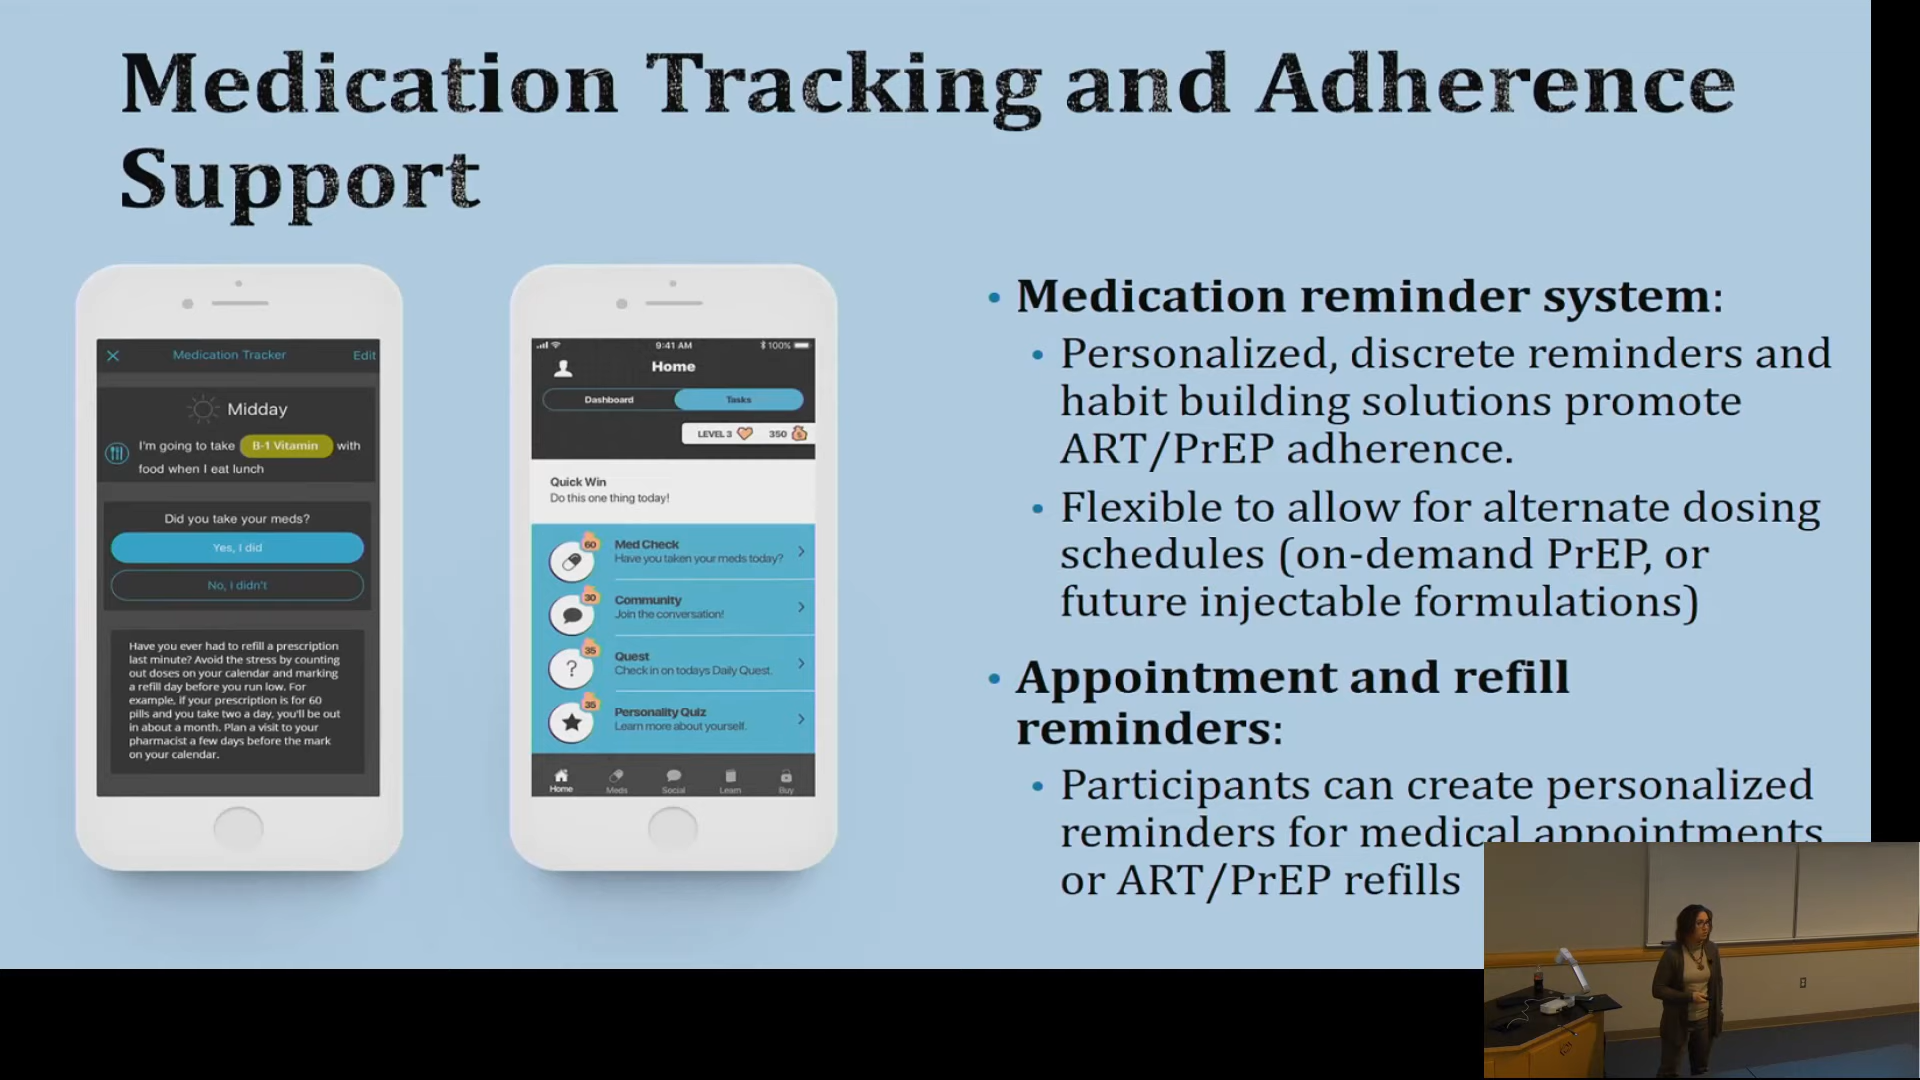 Medication Tracking and Adherence
Support
Medication Tracker
Edit
Midday
I'm going to take B-1 Vitamin with
food when I eat lunch
Did you take your meds?
Yes, I did
No, I didn't
Have you ever had to refill a prescription
last minute? Avoid the stress by counting
out doses on your calendar and marking
a refill day before you run low. For
example, if your prescription is for 60
pills and you take two a day, you'll be out
in about a month. Plan a visit to your
pharmacist a few days before the mark
on your calendar.
9:41 AM
100%
Home
Dashboard
Tasks
LEVEL 3
350
Quick Win
Do this one thing today!
60
Med Check
Have you taken your meds today?
30
Community
Join the conversation!
35
?
Quest
Check in on todays Daily Quest.
35
Personality Quiz
Learn more about yourself.
Home
Meds
Social
Learn
Buy
• Medication reminder system:
• Personalized, discrete reminders and
habit building solutions promote
ART/PrEP adherence.
• Flexible to allow for alternate dosing
schedules (on-demand PrEP, or
future injectable formulations)
• Appointment and refill
reminders:
• Participants can create personalized
reminders for medical appointments
or ART/PrEP refills